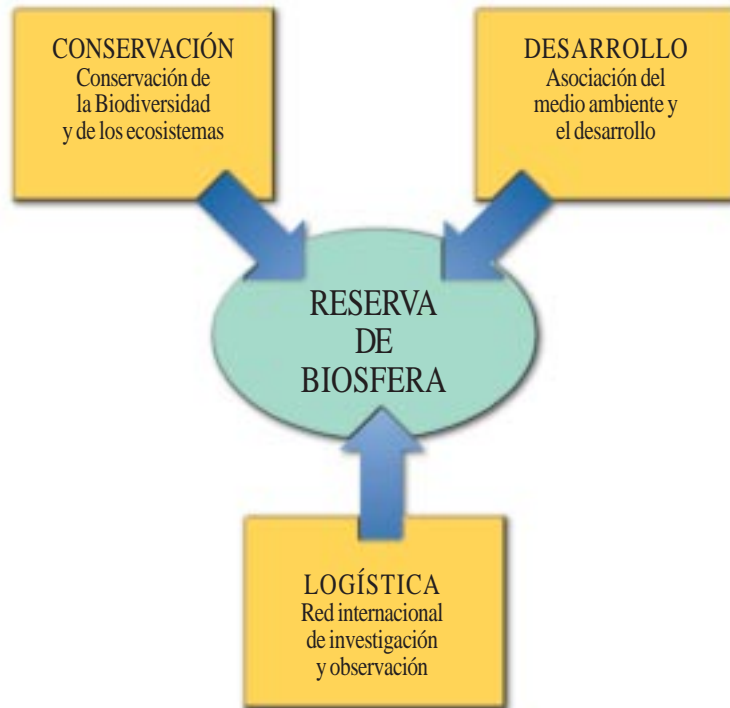 CONSERVACIÓN
Conservación de
la Biodiversidad
y de los ecosistemas
DESARROLLO
Asociación del
medio ambiente y
el desarrollo
RESERVA
DE
BIOSFERA
LOGÍSTICA
Red internacional
de investigación
y observación